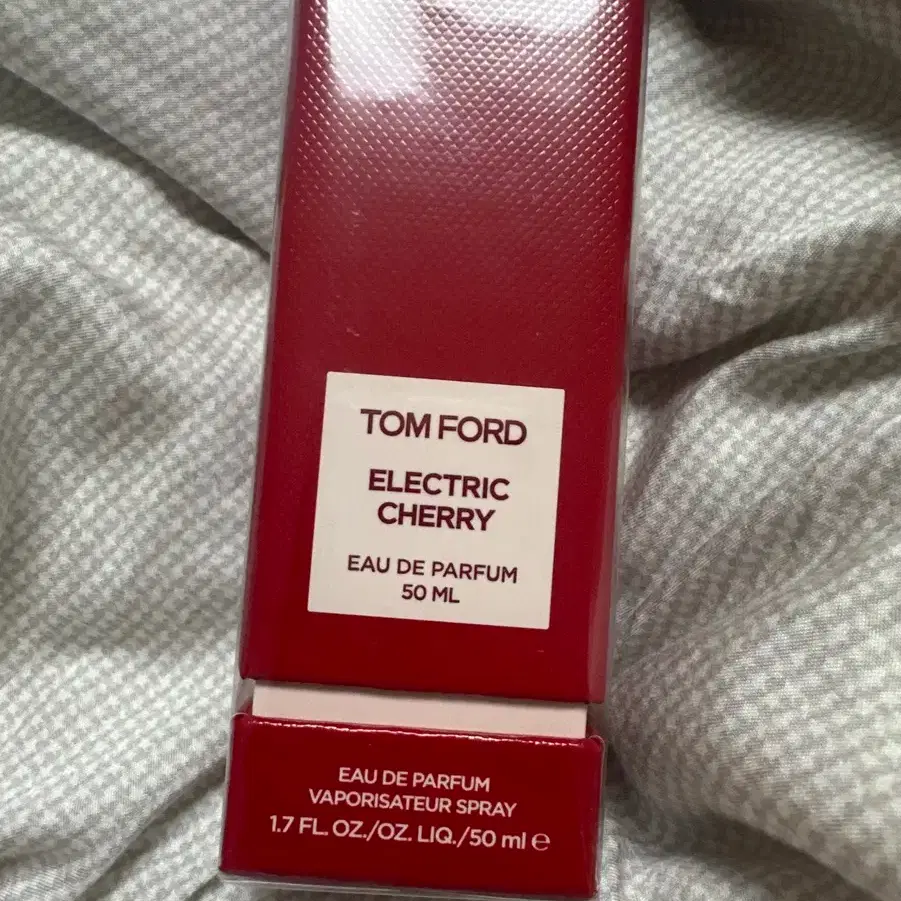 TOM FORD
ELECTRIC
CHERRY
EAU DE PARFUM
50 ML
EAU DE PARFUM
VAPORISATEUR SPRAY
1.7 FL. OZ./OZ. LIQ./50 ml ℮